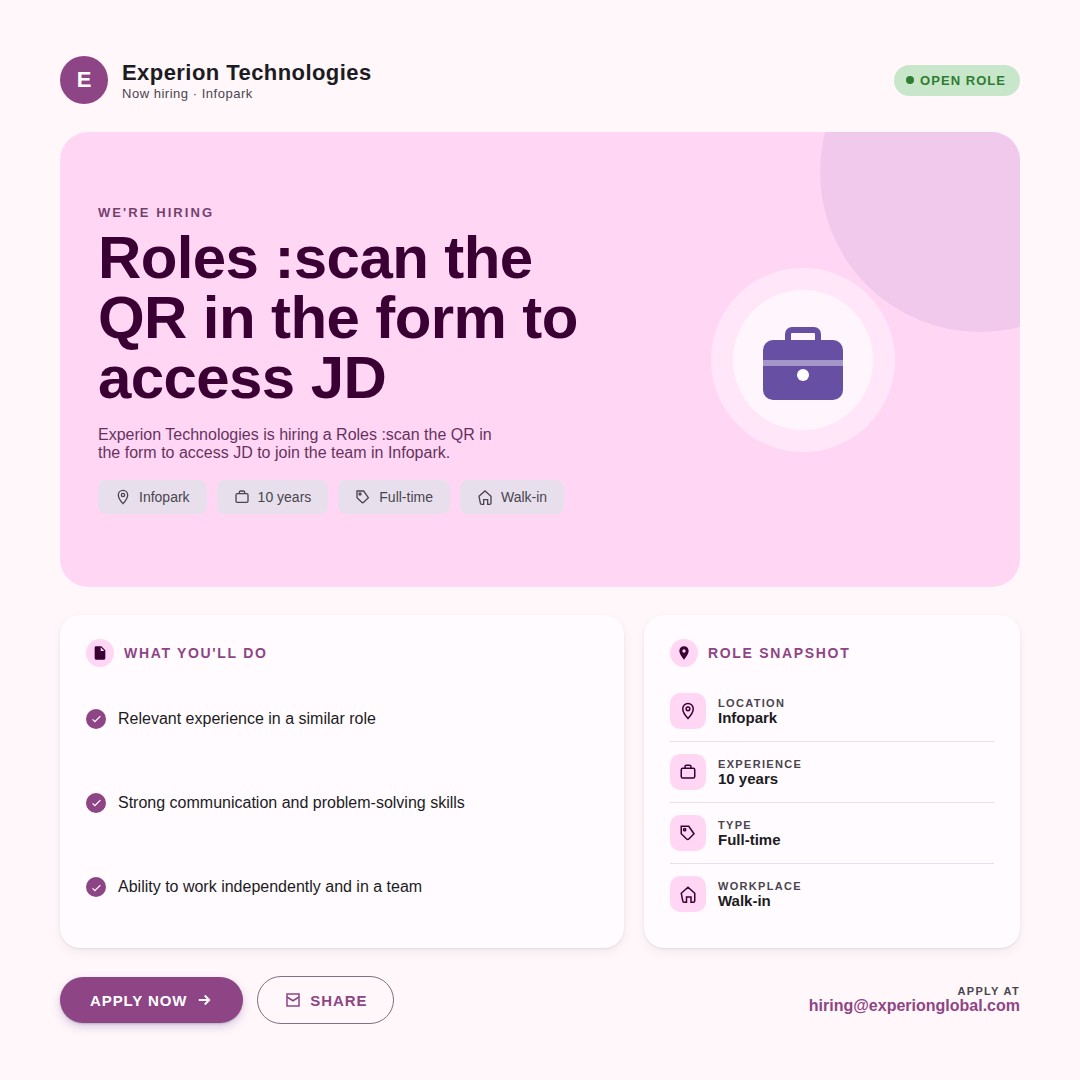 E
Experion Technologies
Now hiring · Infopark
OPEN ROLE
WE'RE HIRING
Roles :scan the
QR in the form to
access JD
Experion Technologies is hiring a Roles :scan the QR in
the form to access JD to join the team in Infopark.
Infopark
10 years
Full-time
Walk-in
WHAT YOU'LL DO
Relevant experience in a similar role
Strong communication and problem-solving skills
Ability to work independently and in a team
ROLE SNAPSHOT
LOCATION
Infopark
EXPERIENCE
10 years
TYPE
Full-time
WORKPLACE
Walk-in
APPLY NOW
SHARE
APPLY AT
hiring@experionglobal.com